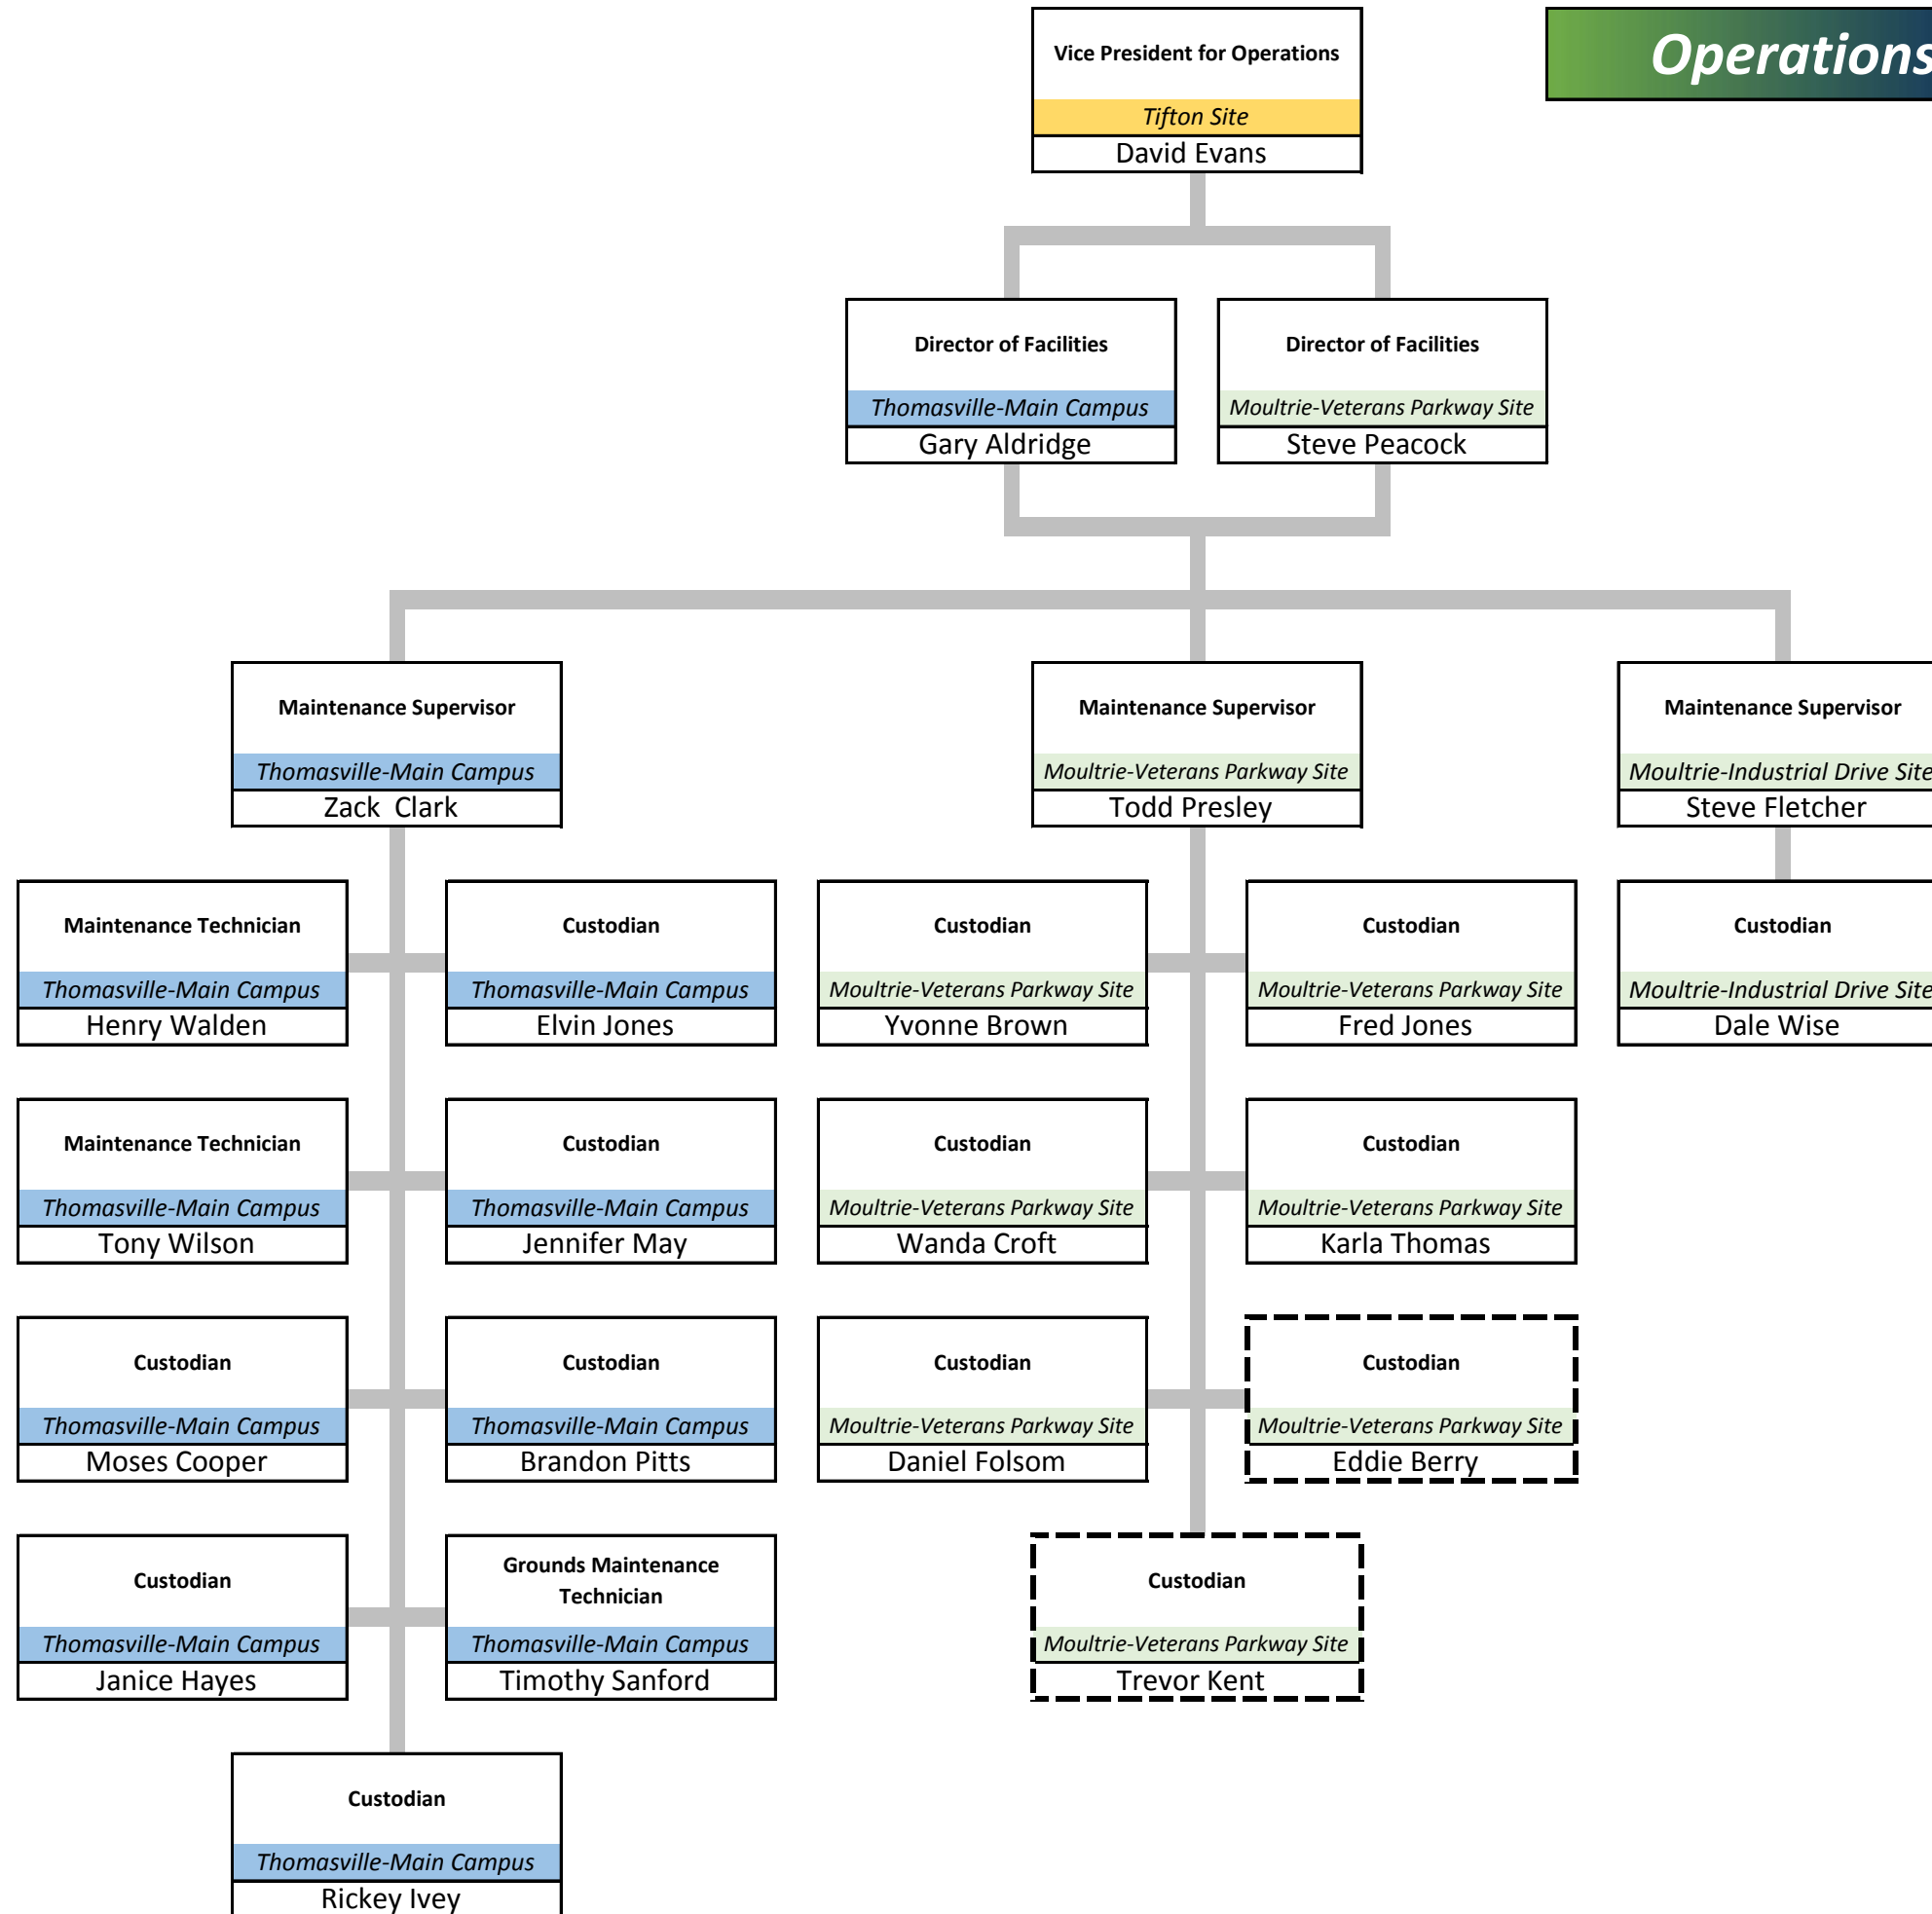 Operations
Vice President for Operations
Tifton Site
David Evans
Director of Facilities
Thomasville-Main Campus
Gary Aldridge
Director of Facilities
Moultrie-Veterans Parkway Site
Steve Peacock
Maintenance Supervisor
Thomasville-Main Campus
Zack  Clark
Maintenance Supervisor
Moultrie-Veterans Parkway Site
Todd Presley
Maintenance Supervisor
Moultrie-Industrial Drive Site
Steve Fletcher
Maintenance Technician
Thomasville-Main Campus
Henry Walden
Custodian
Thomasville-Main Campus
Elvin Jones
Custodian
Moultrie-Veterans Parkway Site
Yvonne Brown
Custodian
Moultrie-Veterans Parkway Site
Fred Jones
Custodian
Moultrie-Industrial Drive Site
Dale Wise
Maintenance Technician
Thomasville-Main Campus
Tony Wilson
Custodian
Thomasville-Main Campus
Jennifer May
Custodian
Moultrie-Veterans Parkway Site
Wanda Croft
Custodian
Moultrie-Veterans Parkway Site
Karla Thomas
Custodian
Thomasville-Main Campus
Moses Cooper
Custodian
Thomasville-Main Campus
Brandon Pitts
Custodian
Moultrie-Veterans Parkway Site
Daniel Folsom
Custodian
Moultrie-Veterans Parkway Site
Eddie Berry
Custodian
Thomasville-Main Campus
Janice Hayes
Grounds Maintenance
Technician
Thomasville-Main Campus
Timothy Sanford
Custodian
Moultrie-Veterans Parkway Site
Trevor Kent
Custodian
Thomasville-Main Campus
Rickey Ivey